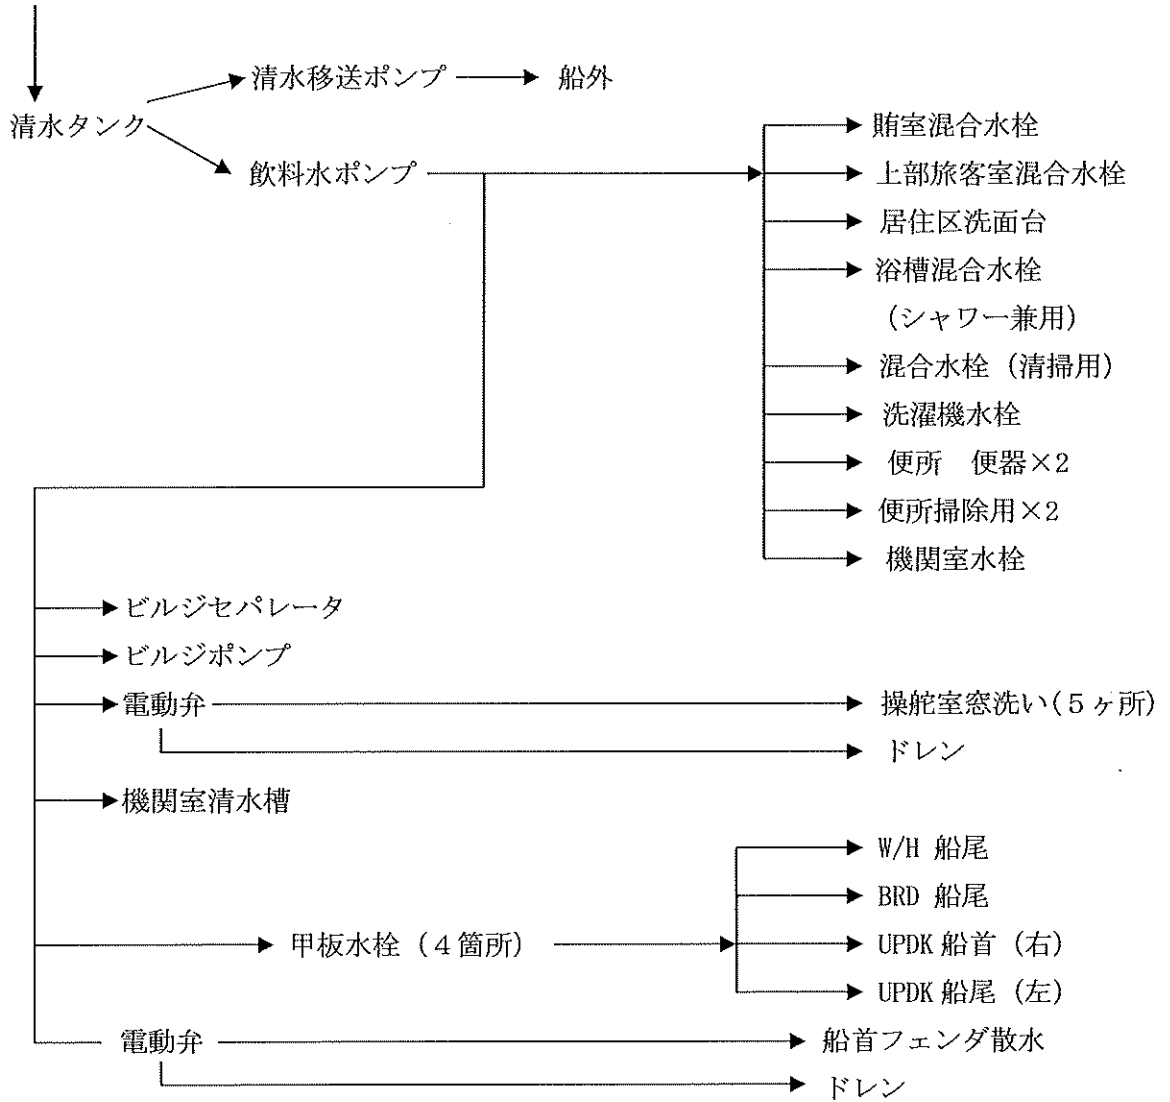 清水移送ポンプ 船外
清水タンク
賄室混合水栓
飲料水ポンプ
上部旅客室混合水栓
居住区洗面台
浴槽混合水栓
(シャワー兼用)
混合水栓 (清掃用)
洗濯機水栓
便所 便器×2
便所掃除用×2
機関室水栓
ビルジセパレータ
ビルジポンプ
電動弁 操舵室窓洗い(5ヶ所)
ドレン
機関室清水槽
W/H 船尾
BRD 船尾
甲板水栓 (4箇所)
UPDK 船首 (右)
UPDK 船尾 (左)
電動弁 船首フェンダ散水
ドレン